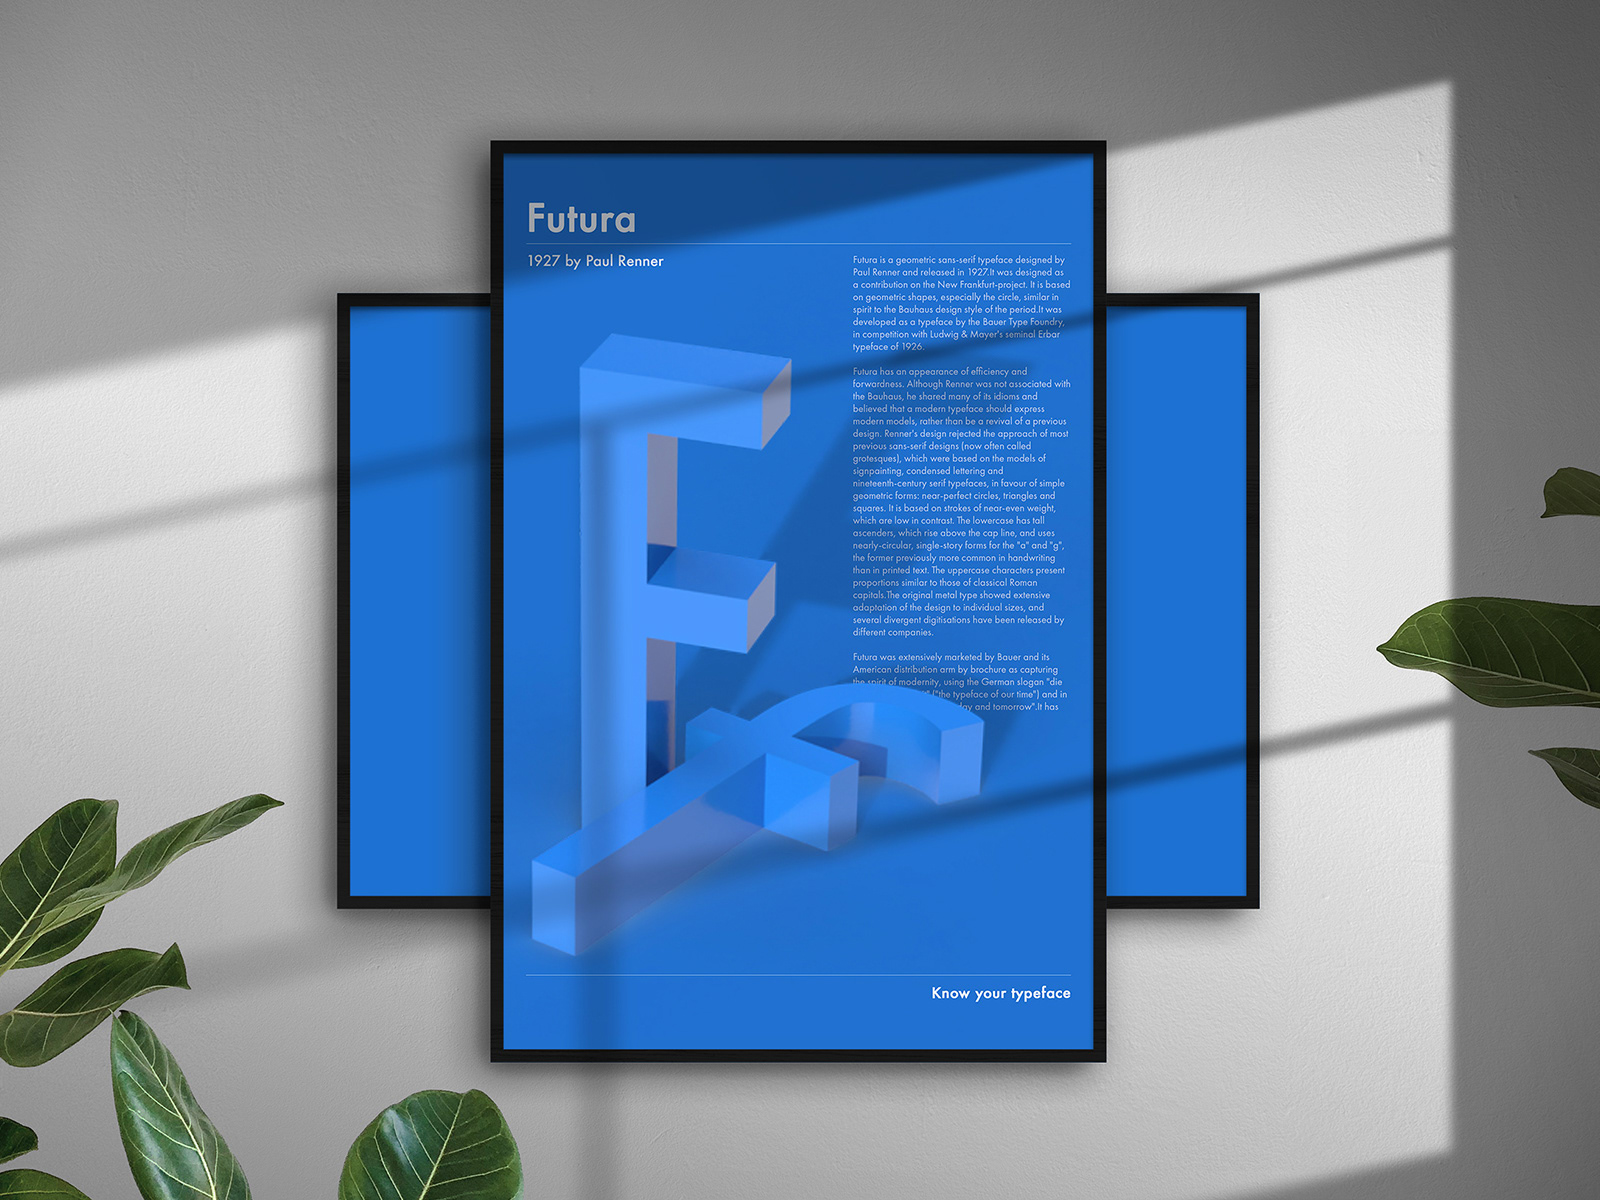 Futura
1927 by Paul Renner
Futura is a geometric sans-serif typeface designed by
Paul Renner and released in 1927.It was designed as
a contribution on the New Frankfurt-project. It is based
on geometric shapes, especially the circle, similar in
spirit to the Bauhaus design style of the period.It was
developed as a typeface by the Bauer Type Foundry,
in competition with Ludwig & Mayer's seminal Erbar
typeface of 1926.
Futura has an appearance of efficiency and
forwardness. Although Renner was not associated with
the Bauhaus, he shared many of its idioms and
believed that a modern typeface should express
modern models, rather than be a revival of a previous
design. Renner's design rejected the approach of most
previous sans-serif designs (now often called
grotesques), which were based on the models of
signpainting, condensed lettering and
nineteenth-century serif typefaces, in favour of simple
geometric forms: near-perfect circles, triangles and
squares. It is based on strokes of near-even weight,
which are low in contrast. The lowercase has tall
ascenders, which rise above the cap line, and uses
nearly-circular, single-story forms for the "a" and "g",
the former previously more common in handwriting
than in printed text. The uppercase characters present
proportions similar to those of classical Roman
capitals.The original metal type showed extensive
adaptation of the design to individual sizes, and
several divergent digitisations have been released by
different companies.
Futura was extensively marketed by Bauer and its
American distribution arm by brochure as capturing
the spirit of modernity, using the German slogan "die
("the typeface of our time") and in
and tomorrow".It has
F
F
Know your typeface